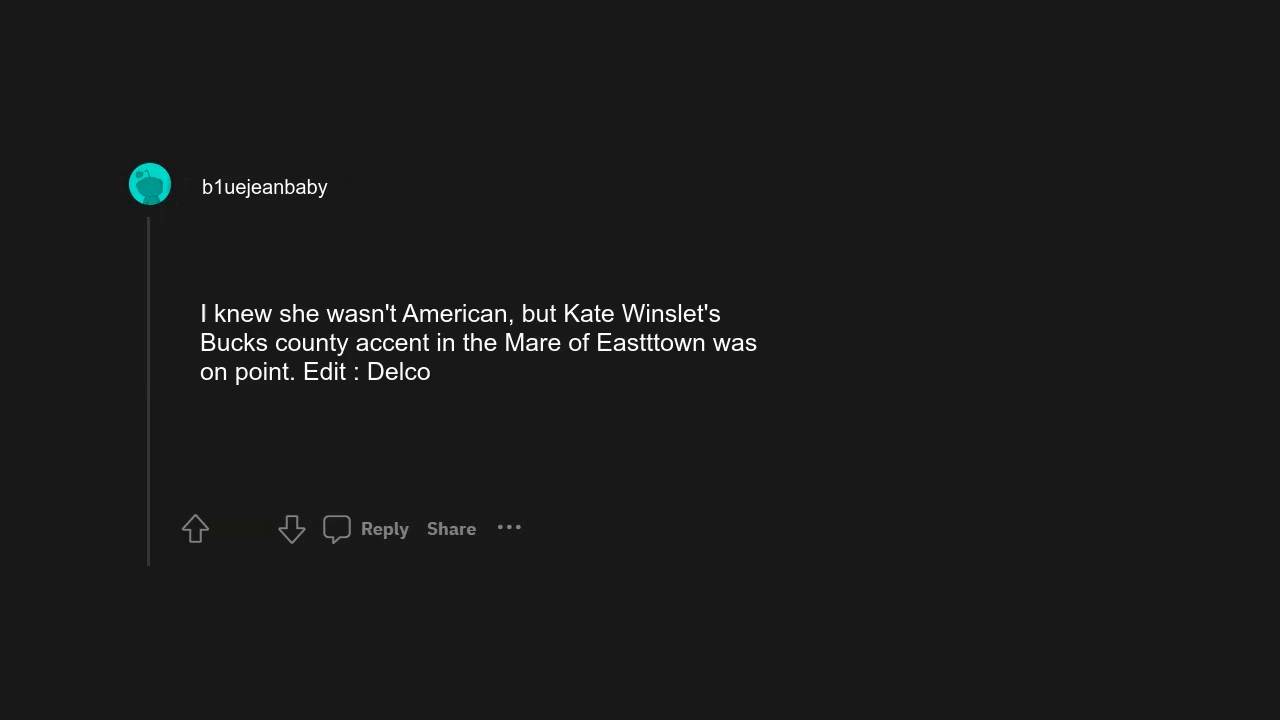 b1uejeanbaby
I knew she wasn't American, but Kate Winslet's
Bucks county accent in the Mare of Eastttown was
on point. Edit : Delco
Reply Share